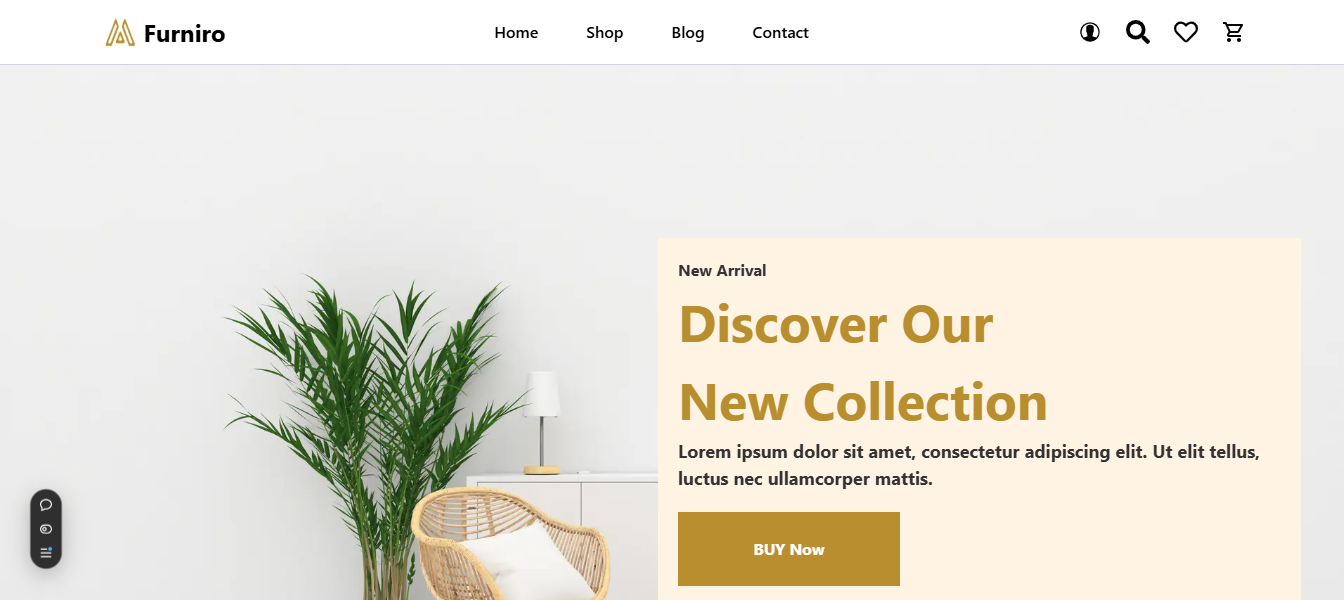 Furniro
Home
Shop
Blog
Contact
New Arrival
Discover Our
New Collection
Lorem ipsum dolor sit amet, consectetur adipiscing elit. Ut elit tellus,
luctus nec ullamcorper mattis.
BUY Now